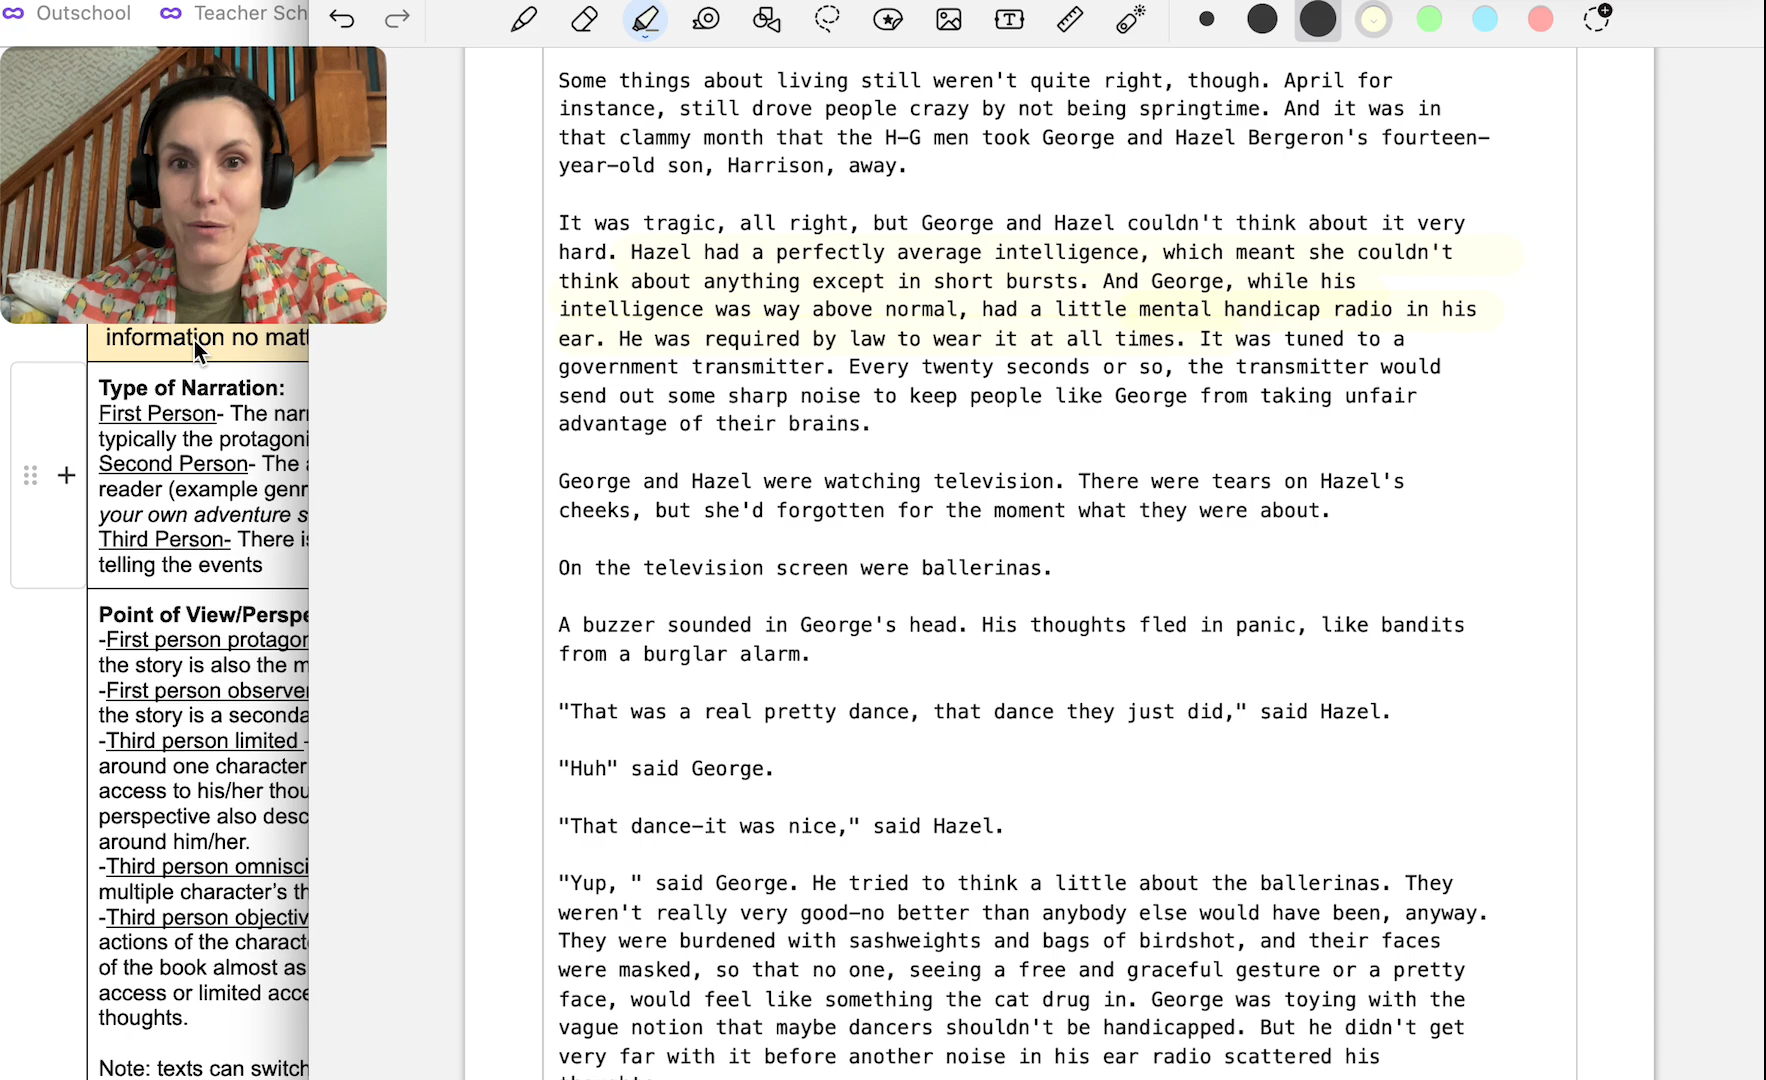 Outschool
Teacher Sch
information no matt
Type of Narration:
First Person- The nar
typically the protagoni
Second Person- The
reader (example genr
your own adventure s
Third Person- There is
telling the events
Point of View/Perspe
-First person protagor
the story is also the m
-First person observer
the story is a seconda
-Third person limited -
around one character
access to his/her thou
perspective also desc
around him/her.
-Third person omnisci
multiple character's th
-Third person objectiv
actions of the characte
of the book almost as
access or limited acce
thoughts.
Note: texts can switch
Some things about living still weren't quite right, though. April for
instance, still drove people crazy by not being springtime. And it was in
that clammy month that the H-G men took George and Hazel Bergeron's fourteen-
year-old son, Harrison, away.
It was tragic, all right, but George and Hazel couldn't think about it very
hard. Hazel had a perfectly average intelligence, which meant she couldn't
think about anything except in short bursts. And George, while his
intelligence was way above normal, had a little mental handicap radio in his
ear. He was required by law to wear it at all times. It was tuned to a
government transmitter. Every twenty seconds or so, the transmitter would
send out some sharp noise to keep people like George from taking unfair
advantage of their brains.
George and Hazel were watching television. There were tears on Hazel's
cheeks, but she'd forgotten for the moment what they were about.
On the television screen were ballerinas.
A buzzer sounded in George's head. His thoughts fled in panic, like bandits
from a burglar alarm.
"That was a real pretty dance, that dance they just did," said Hazel.
"Huh" said George.
"That dance-it was nice," said Hazel.
"Yup, " said George. He tried to think a little about the ballerinas. They
weren't really very good-no better than anybody else would have been, anyway.
They were burdened with sashweights and bags of birdshot, and their faces
were masked, so that no one, seeing a free and graceful gesture or a pretty
face, would feel like something the cat drug in. George was toying with the
vague notion that maybe dancers shouldn't be handicapped. But he didn't get
very far with it before another noise in his ear radio scattered his